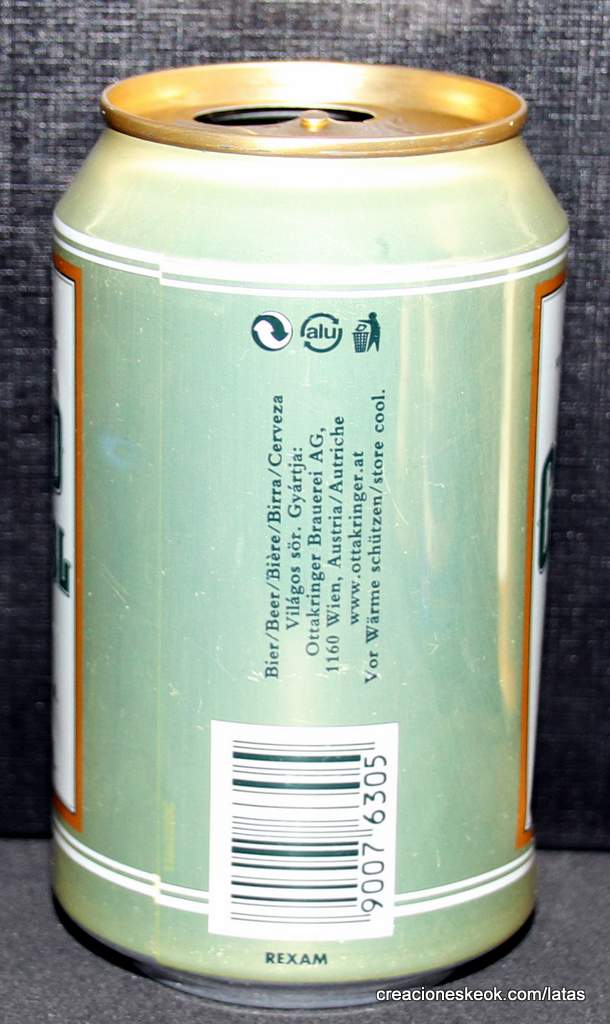 alu
Bier/Beer/Bière/Birra/Cerveza
Világos sör. Gyártja:
Ottakringer Brauerei AG,
1160 Wien, Austria/Autriche
www.ottakringer.at
Vor Wärme schützen/store cool.
9007 6305
REXAM
creacioneskeok.com/latas